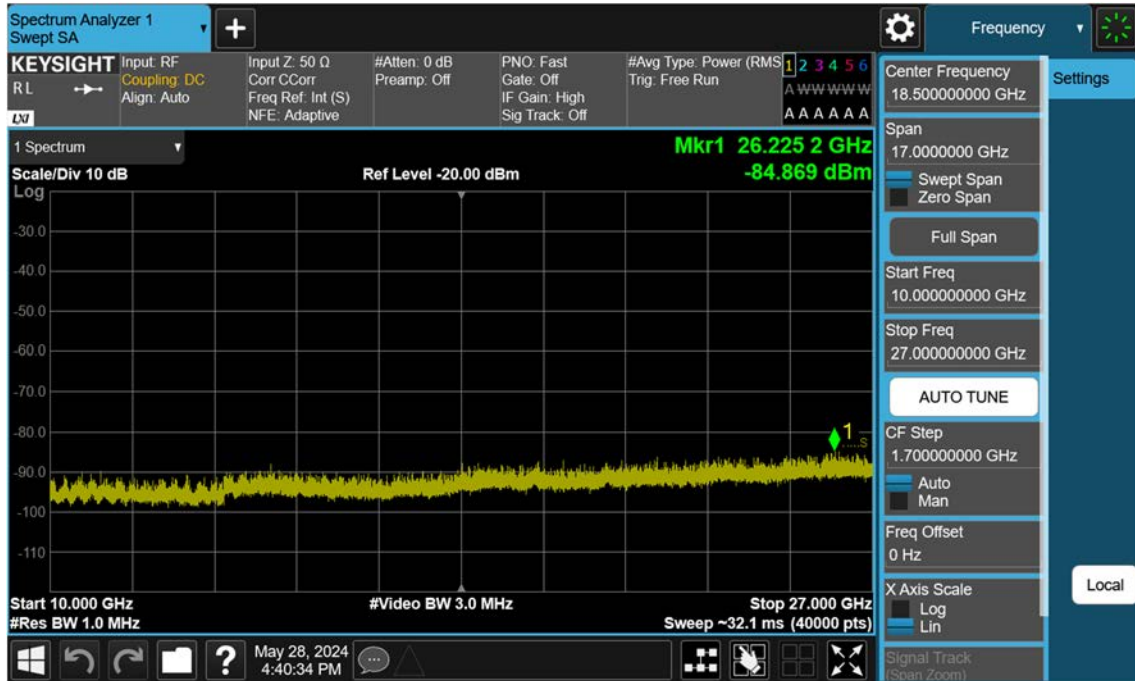 Spectrum Analyzer 1
Swept SA
+
Frequency
KEYSIGHT
R L
LXI
Input: RF
Coupling: DC
Align: Auto
Input Z: 50 Ω
Corr CCorr
Freq Ref: Int (S)
NFE: Adaptive
#Atten: 0 dB
Preamp: Off
PNO: Fast
Gate: Off
IF Gain: High
Sig Track: Off
#Avg Type: Power (RMS
Trig: Free Run
1 2 3 4 5 6
A W W W W W
A A A A A A
1 Spectrum
Mkr1 26.225 2 GHz
Scale/Div 10 dB
Ref Level -20.00 dBm
-84.869 dBm
Log
-30.0
-40.0
-50.0
-60.0
-70.0
-80.0
-90.0
-100
-110
1
S
Start 10.000 GHz
#Video BW 3.0 MHz
Stop 27.000 GHz
#Res BW 1.0 MHz
Sweep ~32.1 ms (40000 pts)
?
May 28, 2024
4:40:34 PM
Center Frequency
18.500000000 GHz
Settings
Span
17.0000000 GHz
Swept Span
Zero Span
Full Span
Start Freq
10.000000000 GHz
Stop Freq
27.000000000 GHz
AUTO TUNE
CF Step
1.700000000 GHz
Auto
Man
Freq Offset
0 Hz
X Axis Scale
Log
Lin
Local
Signal Track
(Span Zoom)